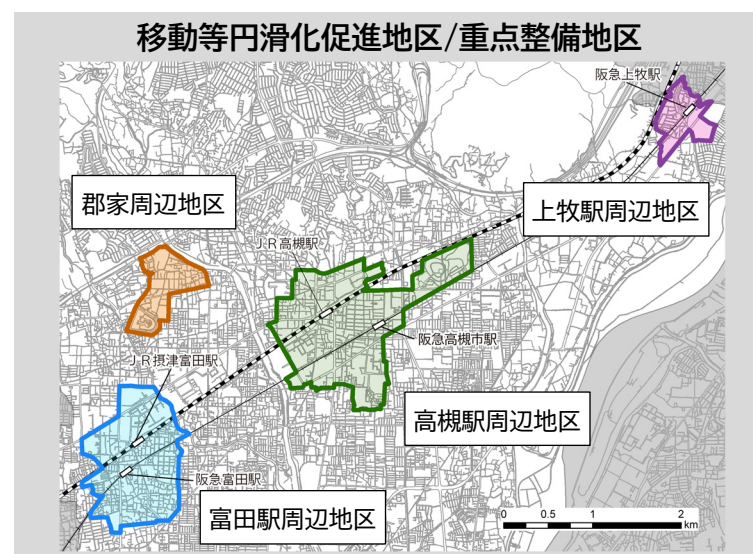 移動等円滑化促進地区/重点整備地区
阪急上牧駅
郡家周辺地区
上牧駅周辺地区
JR高槻駅
阪急高槻市駅
JR摂津富田駅
高槻駅周辺地区
阪急富田駅
富田駅周辺地区
0 0.5 1 2
km